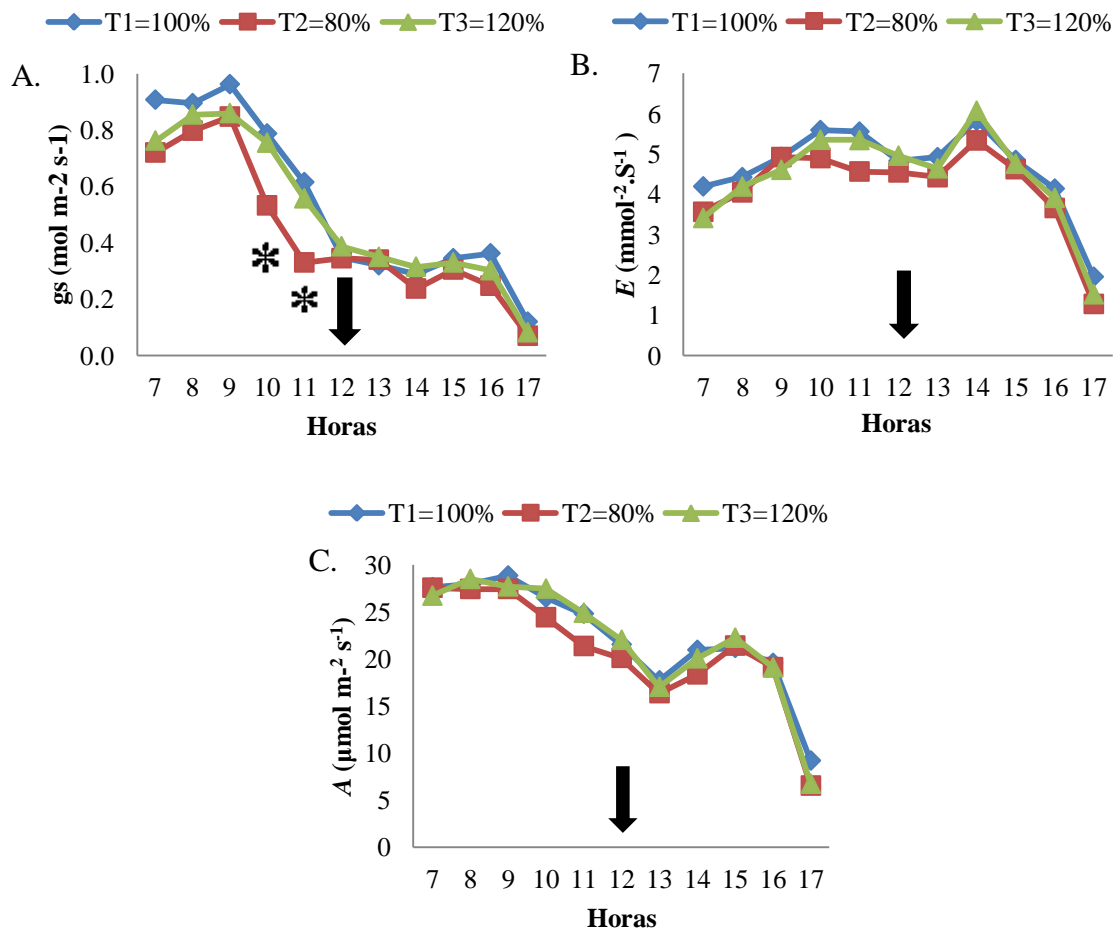 T1=100% T2=80% T3=120%
A.
gs (mol m-2 s-1)
1.0
0.8
0.6
0.4
0.2
0.0
7 8 9 10 11 12 13 14 15 16 17
Horas
T1=100% T2=80% T3=120%
B.
E (mmol-2.S-1)
7
6
5
4
3
2
1
0
7 8 9 10 11 12 13 14 15 16 17
Horas
T1=100% T2=80% T3=120%
C.
A (µmol m-2 s-1)
30
25
20
15
10
5
0
7 8 9 10 11 12 13 14 15 16 17
Horas